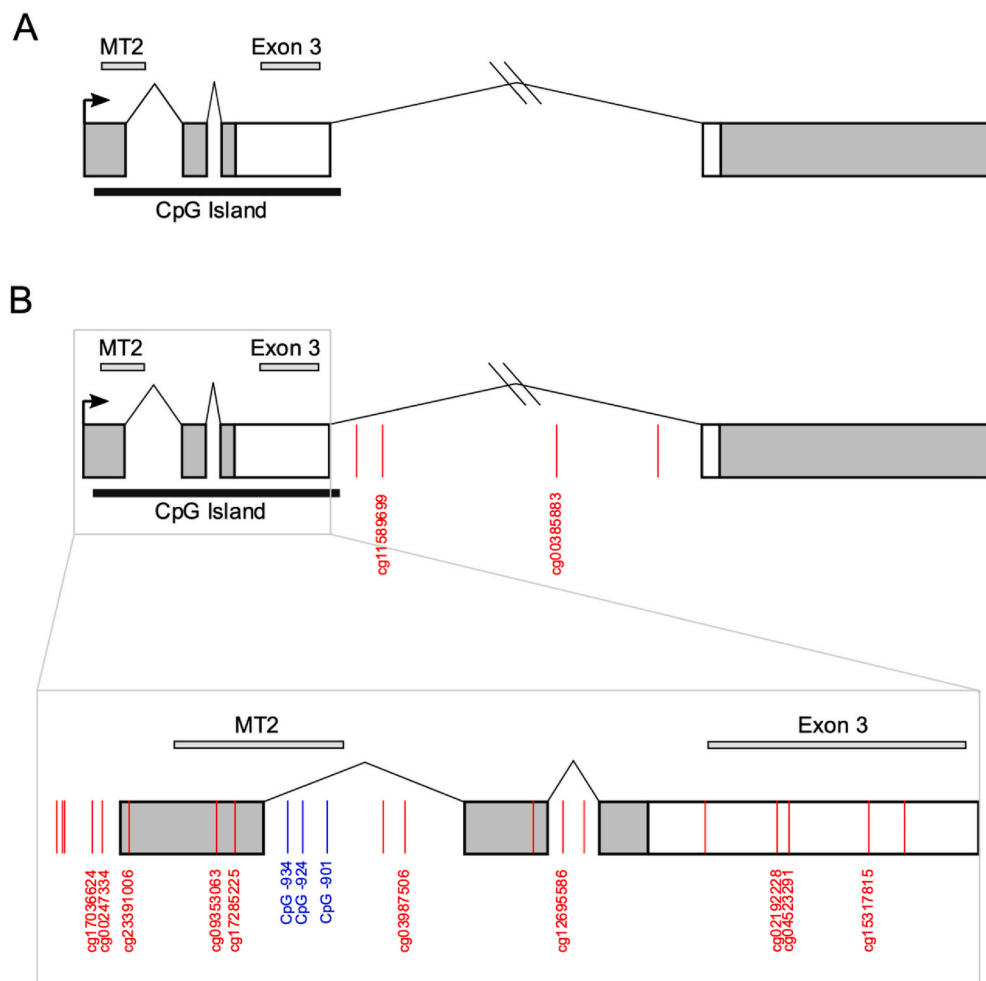 A
MT2 Exon 3
CpG Island
B
MT2 Exon 3
CpG Island
cg11589699
cg00385883
MT2 Exon 3
cg17036624
cg00247334
cg23391006
cg09353063
cg17285225
CpG -934
CpG -924
CpG -901
cg03987506
cg12695586
cg02192228
cg04523291
cg15317815